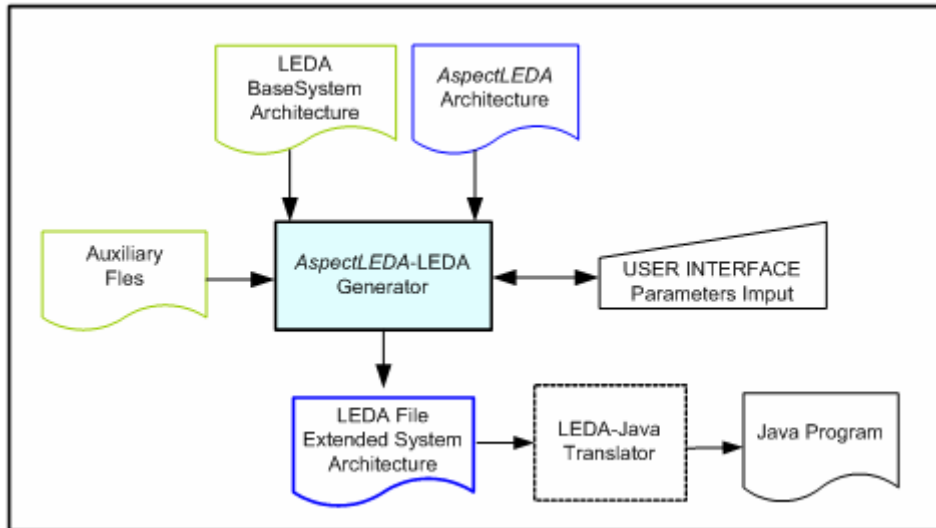 LEDA
BaseSystem
Architecture
AspectLEDA
Architecture
Auxiliary
Fles
AspectLEDA-LEDA
Generator
USER INTERFACE
Parameters Imput
LEDA File
Extended System
Architecture
LEDA-Java
Translator
Java Program